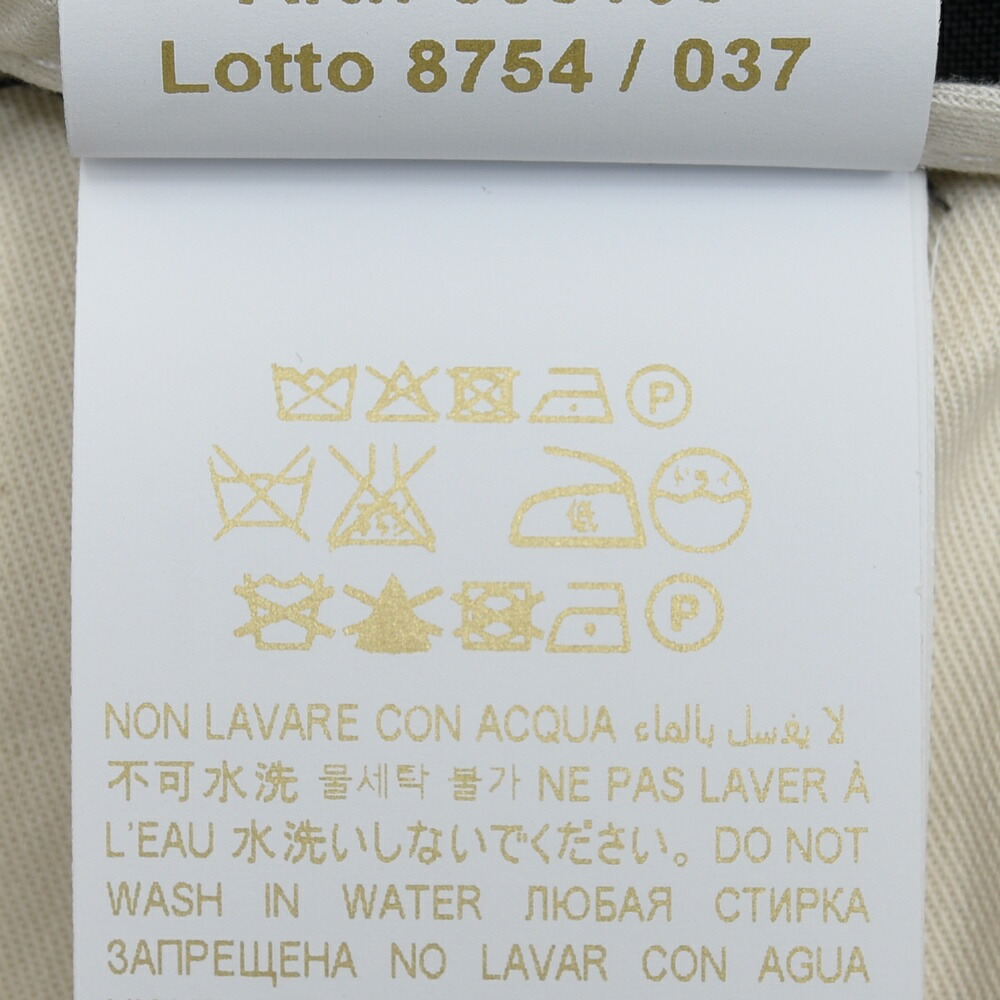 Lotto 8754 / 037
P
ドライ
P
NON LAVARE CON ACQUA لا يغسل بالماء
不可水洗 물세탁 불가 NE PAS LAVER À
L'EAU 水洗いしないでください。 DO NOT
WASH IN WATER ЛЮБАЯ СТИРКА
ЗАПРЕЩЕНА NO LAVAR CON AGUA